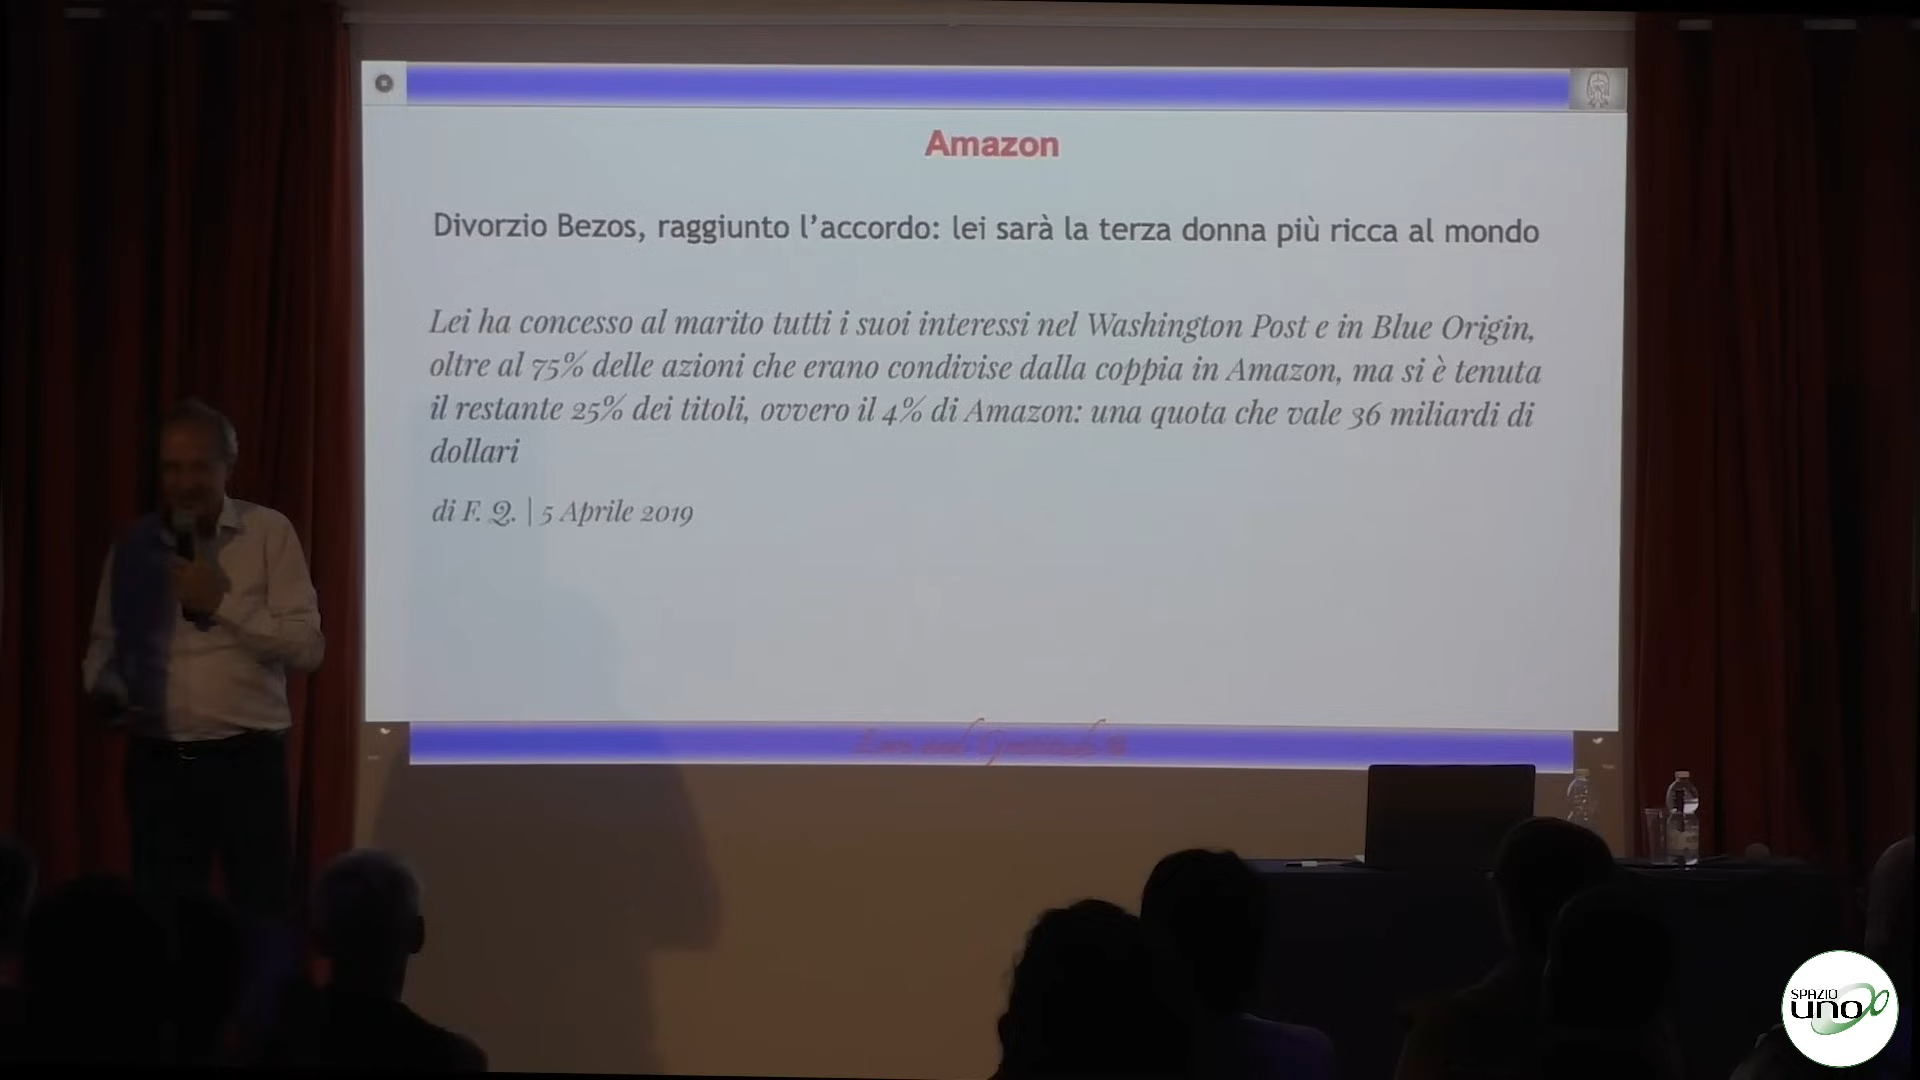 Amazon
Divorzio Bezos, raggiunto l’accordo: lei sarà la terza donna più ricca al mondo
Lei ha concesso al marito tutti i suoi interessi nel Washington Post e in Blue Origin,
oltre al 75% delle azioni che erano condivise dalla coppia in Amazon, ma si è tenuta
il restante 25% dei titoli, ovvero il 4% di Amazon: una quota che vale 36 miliardi di
dollari
di F. Q. | 5 Aprile 2019
SPAZIO
uno